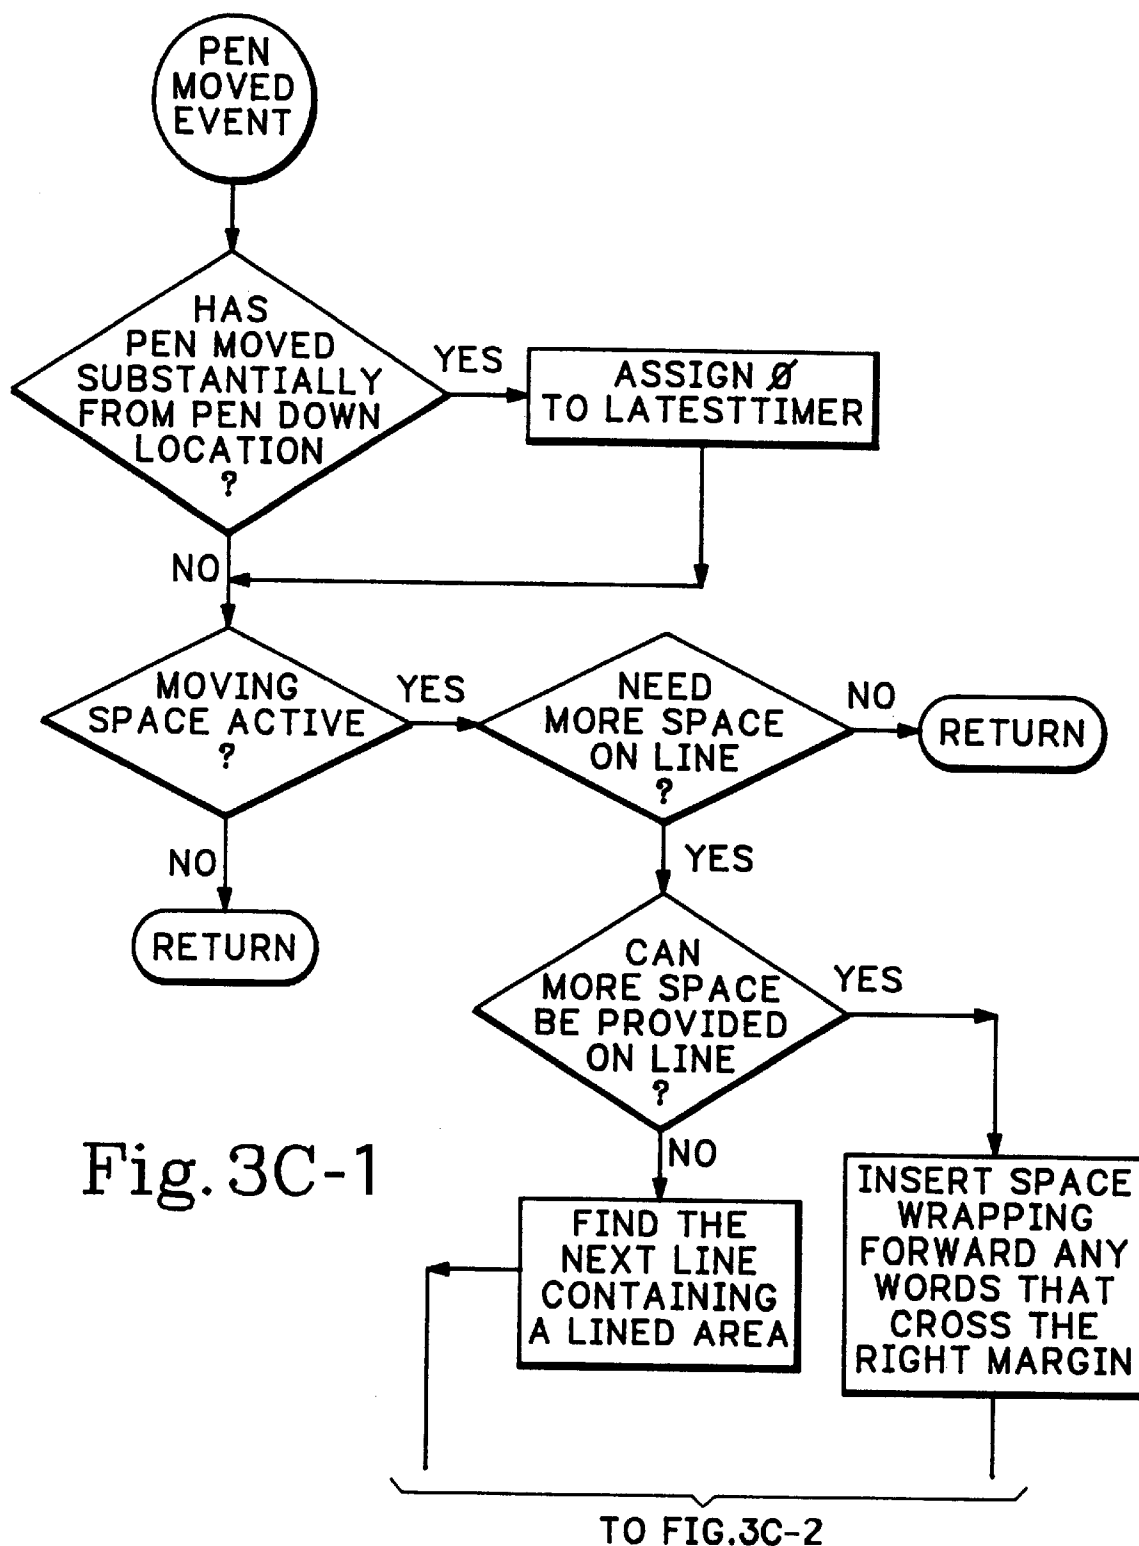 PEN
MOVED
EVENT
HAS
PEN MOVED
SUBSTANTIALLY
FROM PEN DOWN
LOCATION
?
YES
ASSIGN Ø
TO LATESTTIMER
NO
MOVING
SPACE ACTIVE
?
YES
NEED
MORE SPACE
ON LINE
?
NO
RETURN
NO
RETURN
YES
CAN
MORE SPACE
BE PROVIDED
ON LINE
?
YES
NO
Fig. 3C-1
FIND THE
NEXT LINE
CONTAINING
A LINED AREA
INSERT SPACE
WRAPPING
FORWARD ANY
WORDS THAT
CROSS THE
RIGHT MARGIN
TO FIG.3C-2